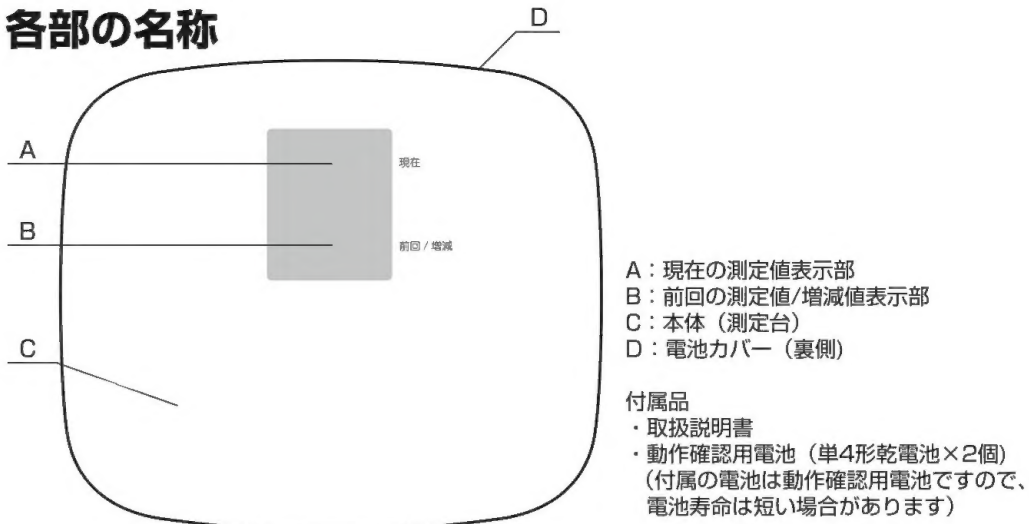 各部の名称
D
A
現在
B
前回 / 増減
C
A：現在の測定値表示部
B：前回の測定値/増減値表示部
C：本体（測定台）
D：電池カバー（裏側)
付属品
・取扱説明書
・動作確認用電池（単4形乾電池×2個)
（付属の電池は動作確認用電池ですので、
電池寿命は短い場合があります）